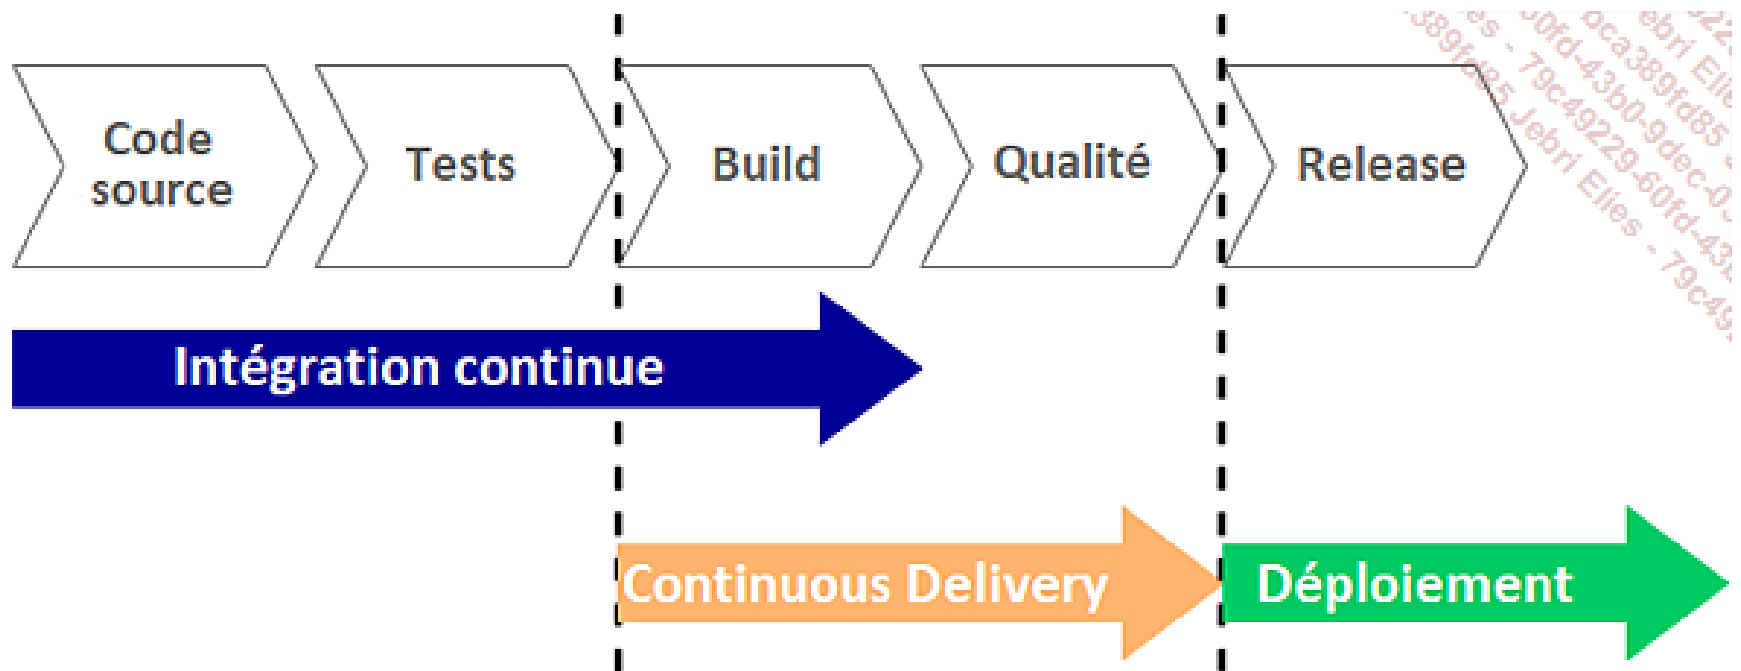 Code
source
Tests
Build
Qualité
Release
Intégration continue
Continuous Delivery
Déploiement